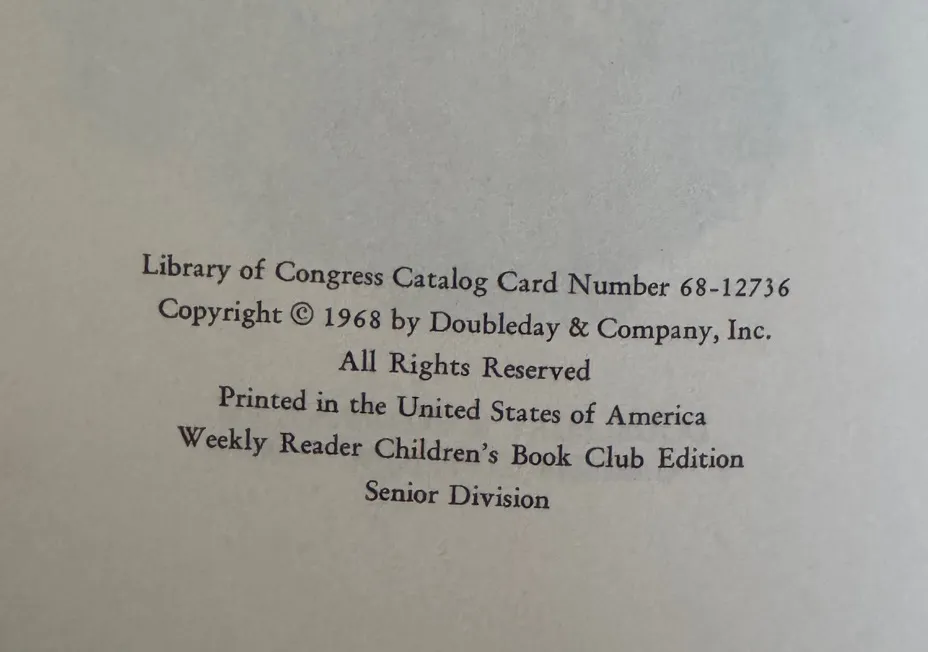 Library of Congress Catalog Card Number 68-12736
Copyright © 1968 by Doubleday & Company, Inc.
All Rights Reserved
Printed in the United States of America
Weekly Reader Children's Book Club Edition
Senior Division